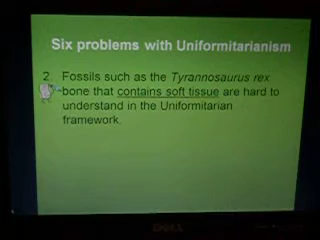 Six problems with Uniformitarianism
2. Fossils such as the Tyrannosaurus rex
bone that contains soft tissue are hard to
understand in the Uniformitarian
framework.
DELL